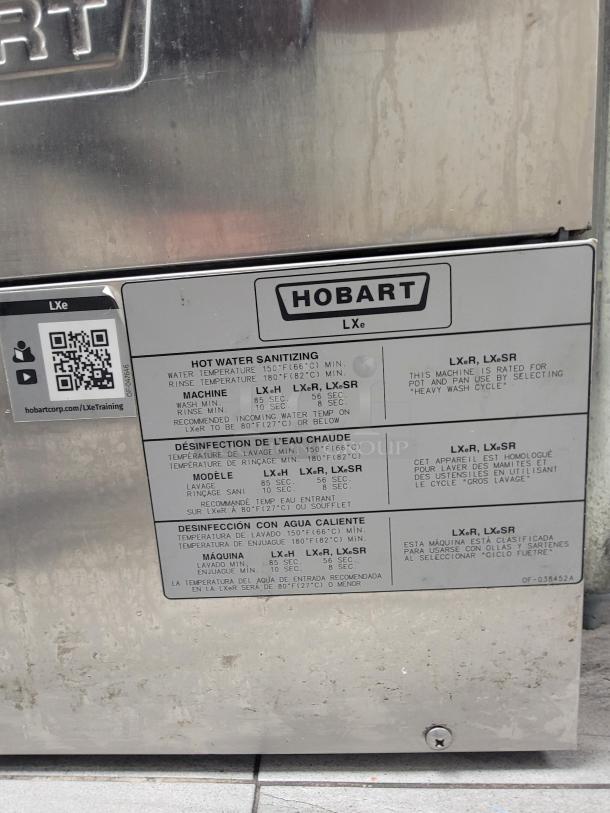 RT
LXe
OF-047646
hobartcorp.com/LXeTraining
HOBART
LXe
HOT WATER SANITIZING
WATER TEMPERATURE 150°F(66°C) MIN.
RINSE TEMPERATURE 180°F(82°C) MIN.
MACHINE LXeH LXeR, LXeSR
WASH MIN. 85 SEC. 56 SEC.
RINSE MIN. 10 SEC. 8 SEC.
RECOMMENDED INCOMING WATER TEMP ON
LXeR TO BE 80°F(27°C) OR BELOW
LXeR, LXeSR
THIS MACHINE IS RATED FOR
POT AND PAN USE BY SELECTING
"HEAVY WASH CYCLE"
DÉSINFECTION DE L'EAU CHAUDE
TEMPÉRATURE DE LAVAGE MIN. 150°F(66°C)
TEMPÉRATURE DE RINÇAGE MIN. 180°F(82°C)
MODÈLE LXeH LXeR, LXeSR
LAVAGE 85 SEC. 56 SEC.
RINÇAGE SANI 10 SEC. 8 SEC.
RECOMMANDÉ TEMP EAU ENTRANT
SUR LXeR À 80°F(27°C) OU SOUFFLET
LXeR, LXeSR
CET APPAREIL EST HOMOLOGUÉ
POUR LAVER DES MAMITES ET
DES USTENSILES EN UTILISANT
LE CYCLE "GROS LAVAGE"
DESINFECCIÓN CON AGUA CALIENTE
TEMPERATURA DE LAVADO 150°F(66°C) MÍN.
TEMPERATURA DE ENJUAGUE 180°F(82°C) MÍN.
MÁQUINA LXeH LXeR, LXeSR
LAVADO MIN. 85 SEC. 56 SEC.
ENJUAGUE MIN. 10 SEC. 8 SEC.
LA TEMPERATURA DEL AQUA DE ENTRADA RECOMENDADA
EN LA LXeR SERÁ DE 80°F(27°C) O MENOR
LXeR, LXeSR
ESTA MÁQUINA ESTÁ CLASIFICADA
PARA USARSE CON OLLAS Y SARTENES
AL SELECCIONAR "CICLO FUETRE"
OF-038452A
GROUP